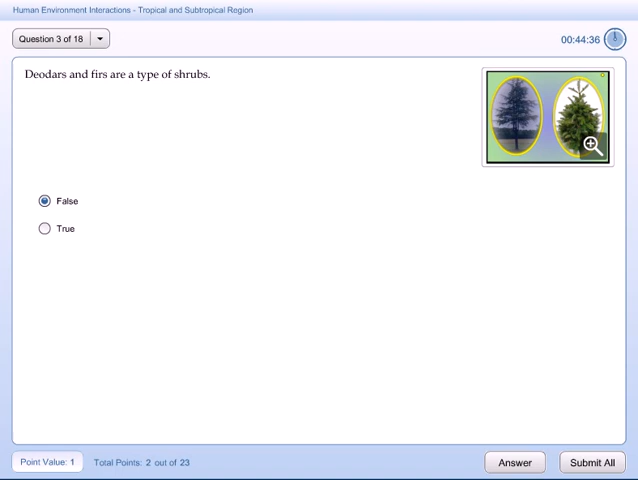 Human Environment Interactions - Tropical and Subtropical Region
Question 3 of 18
00:44:36
Deodars and firs are a type of shrubs.
False
True
Point Value: 1
Total Points: 2 out of 23
Answer
Submit All